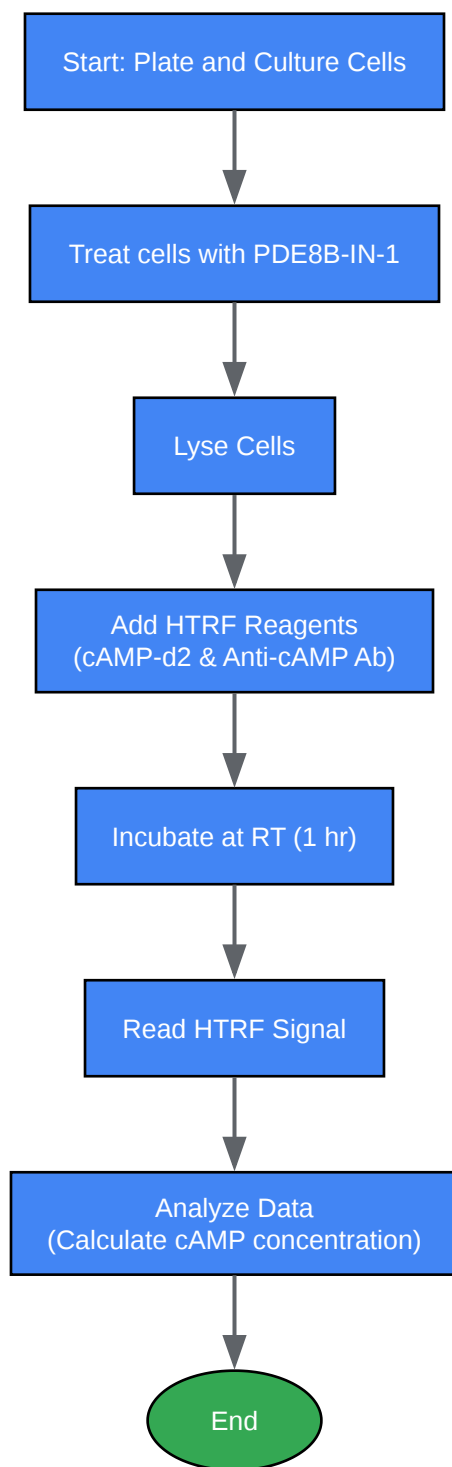 Start: Plate and Culture Cells
Treat cells with PDE8B-IN-1
Lyse Cells
Add HTRF Reagents
(cAMP-d2 & Anti-cAMP Ab)
Incubate at RT (1 hr)
Read HTRF Signal
Analyze Data
(Calculate cAMP concentration)
End